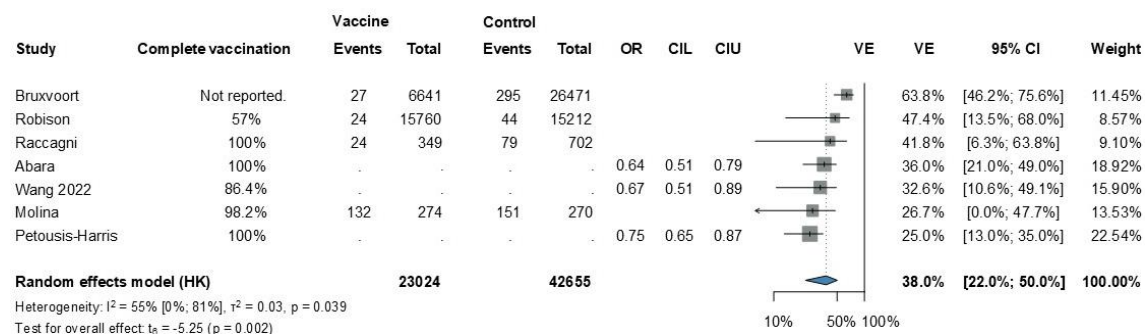 Vaccine Control
Study Complete vaccination Events Total Events Total OR CIL CIU VE VE 95% CI Weight
Bruxvoort Not reported. 27 6641 295 26471 63.8% [46.2%; 75.6%] 11.45%
Robison 57% 24 15760 44 15212 47.4% [13.5%; 68.0%] 8.57%
Raccagni 100% 24 349 79 702 41.8% [6.3%; 63.8%] 9.10%
Abara 100% . . . . 0.64 0.51 0.79 36.0% [21.0%; 49.0%] 18.92%
Wang 2022 86.4% . . . . 0.67 0.51 0.89 32.6% [10.6%; 49.1%] 15.90%
Molina 98.2% 132 274 151 270 26.7% [0.0%; 47.7%] 13.53%
Petousis-Harris 100% . . . . 0.75 0.65 0.87 25.0% [13.0%; 35.0%] 22.54%
Random effects model (HK) 23024 42655 38.0% [22.0%; 50.0%] 100.00%
Heterogeneity: I² = 55% [0%; 81%], τ² = 0.03, p = 0.039
Test for overall effect: t₆ = -5.25 (p = 0.002)
10% 50% 100%